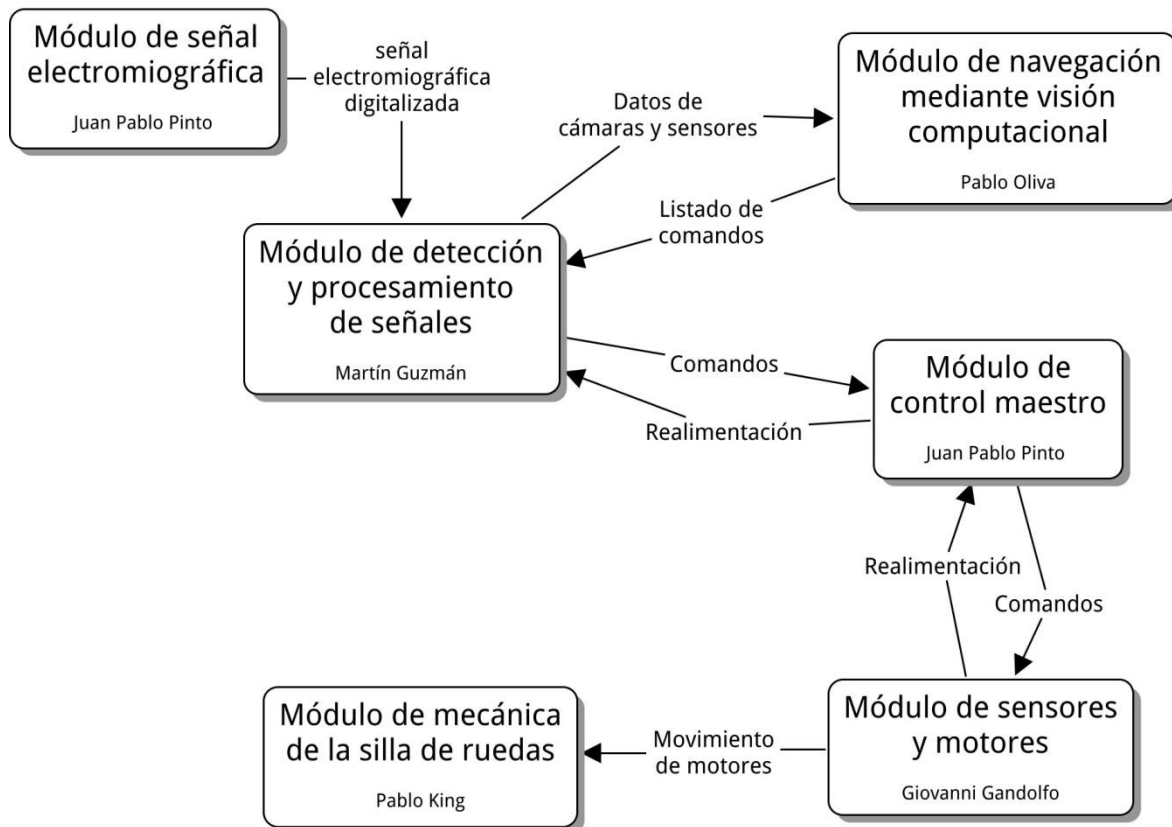 Módulo de señal
electromiográfica
Juan Pablo Pinto
señal
electromiográfica
digitalizada
Datos de
cámaras y sensores
Módulo de navegación
mediante visión
computacional
Pablo Oliva
Listado de
comandos
Módulo de detección
y procesamiento
de señales
Martín Guzmán
Comandos
Realimentación
Módulo de
control maestro
Juan Pablo Pinto
Realimentación
Comandos
Módulo de sensores
y motores
Giovanni Gandolfo
Movimiento
de motores
Módulo de mecánica
de la silla de ruedas
Pablo King